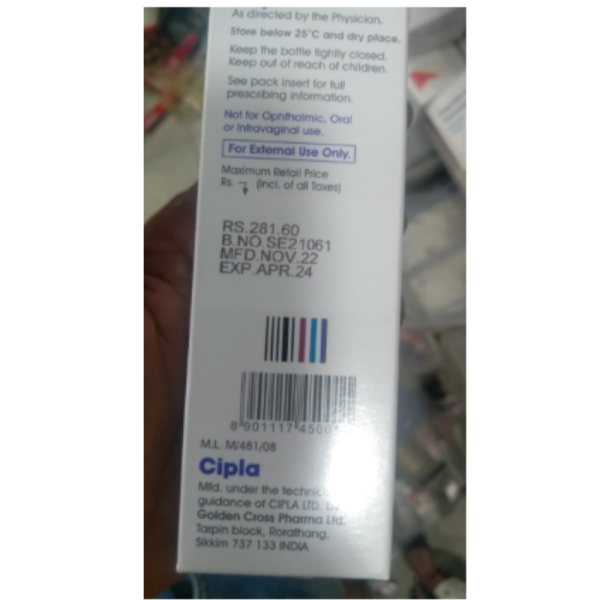 As directed by the Physician.
Store below 25°C and dry place.
Keep the bottle tightly closed.
Keep out of reach of children.
See pack insert for full
prescribing information.
Not for Ophthalmic, Oral
or Intravaginal use.
For External Use Only.
Maximum Retail Price
Rs. (Incl. of all Taxes)
RS.281.60
B.NO.SE21061
MFD.NOV.22
EXP.APR.24
8 901117 4500
M.L. M/481/08
Cipla
Mfd. under the
guidance of CIPLA LTD.
Golden Cross Pharma Ltd.
Tarpin block, Rorathang.
Sikkim 737 133 INDIA